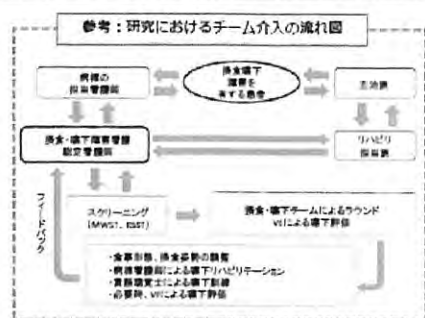 参考：研究におけるチーム介入の流れ図
病棟の
担当看護師
摂食嚥下
障害を
有する患者
主治医
摂食・嚥下障害看護
認定看護師
リハビリ
担当医
フィードバック
スクリーニング
(MWST、RSST)
摂食・嚥下チームによるラウンド
VEによる嚥下評価
・食事形態、摂食姿勢の調整
・病棟看護師による嚥下リハビリテーション
・言語聴覚士による嚥下訓練
・必要時、VFによる嚥下評価